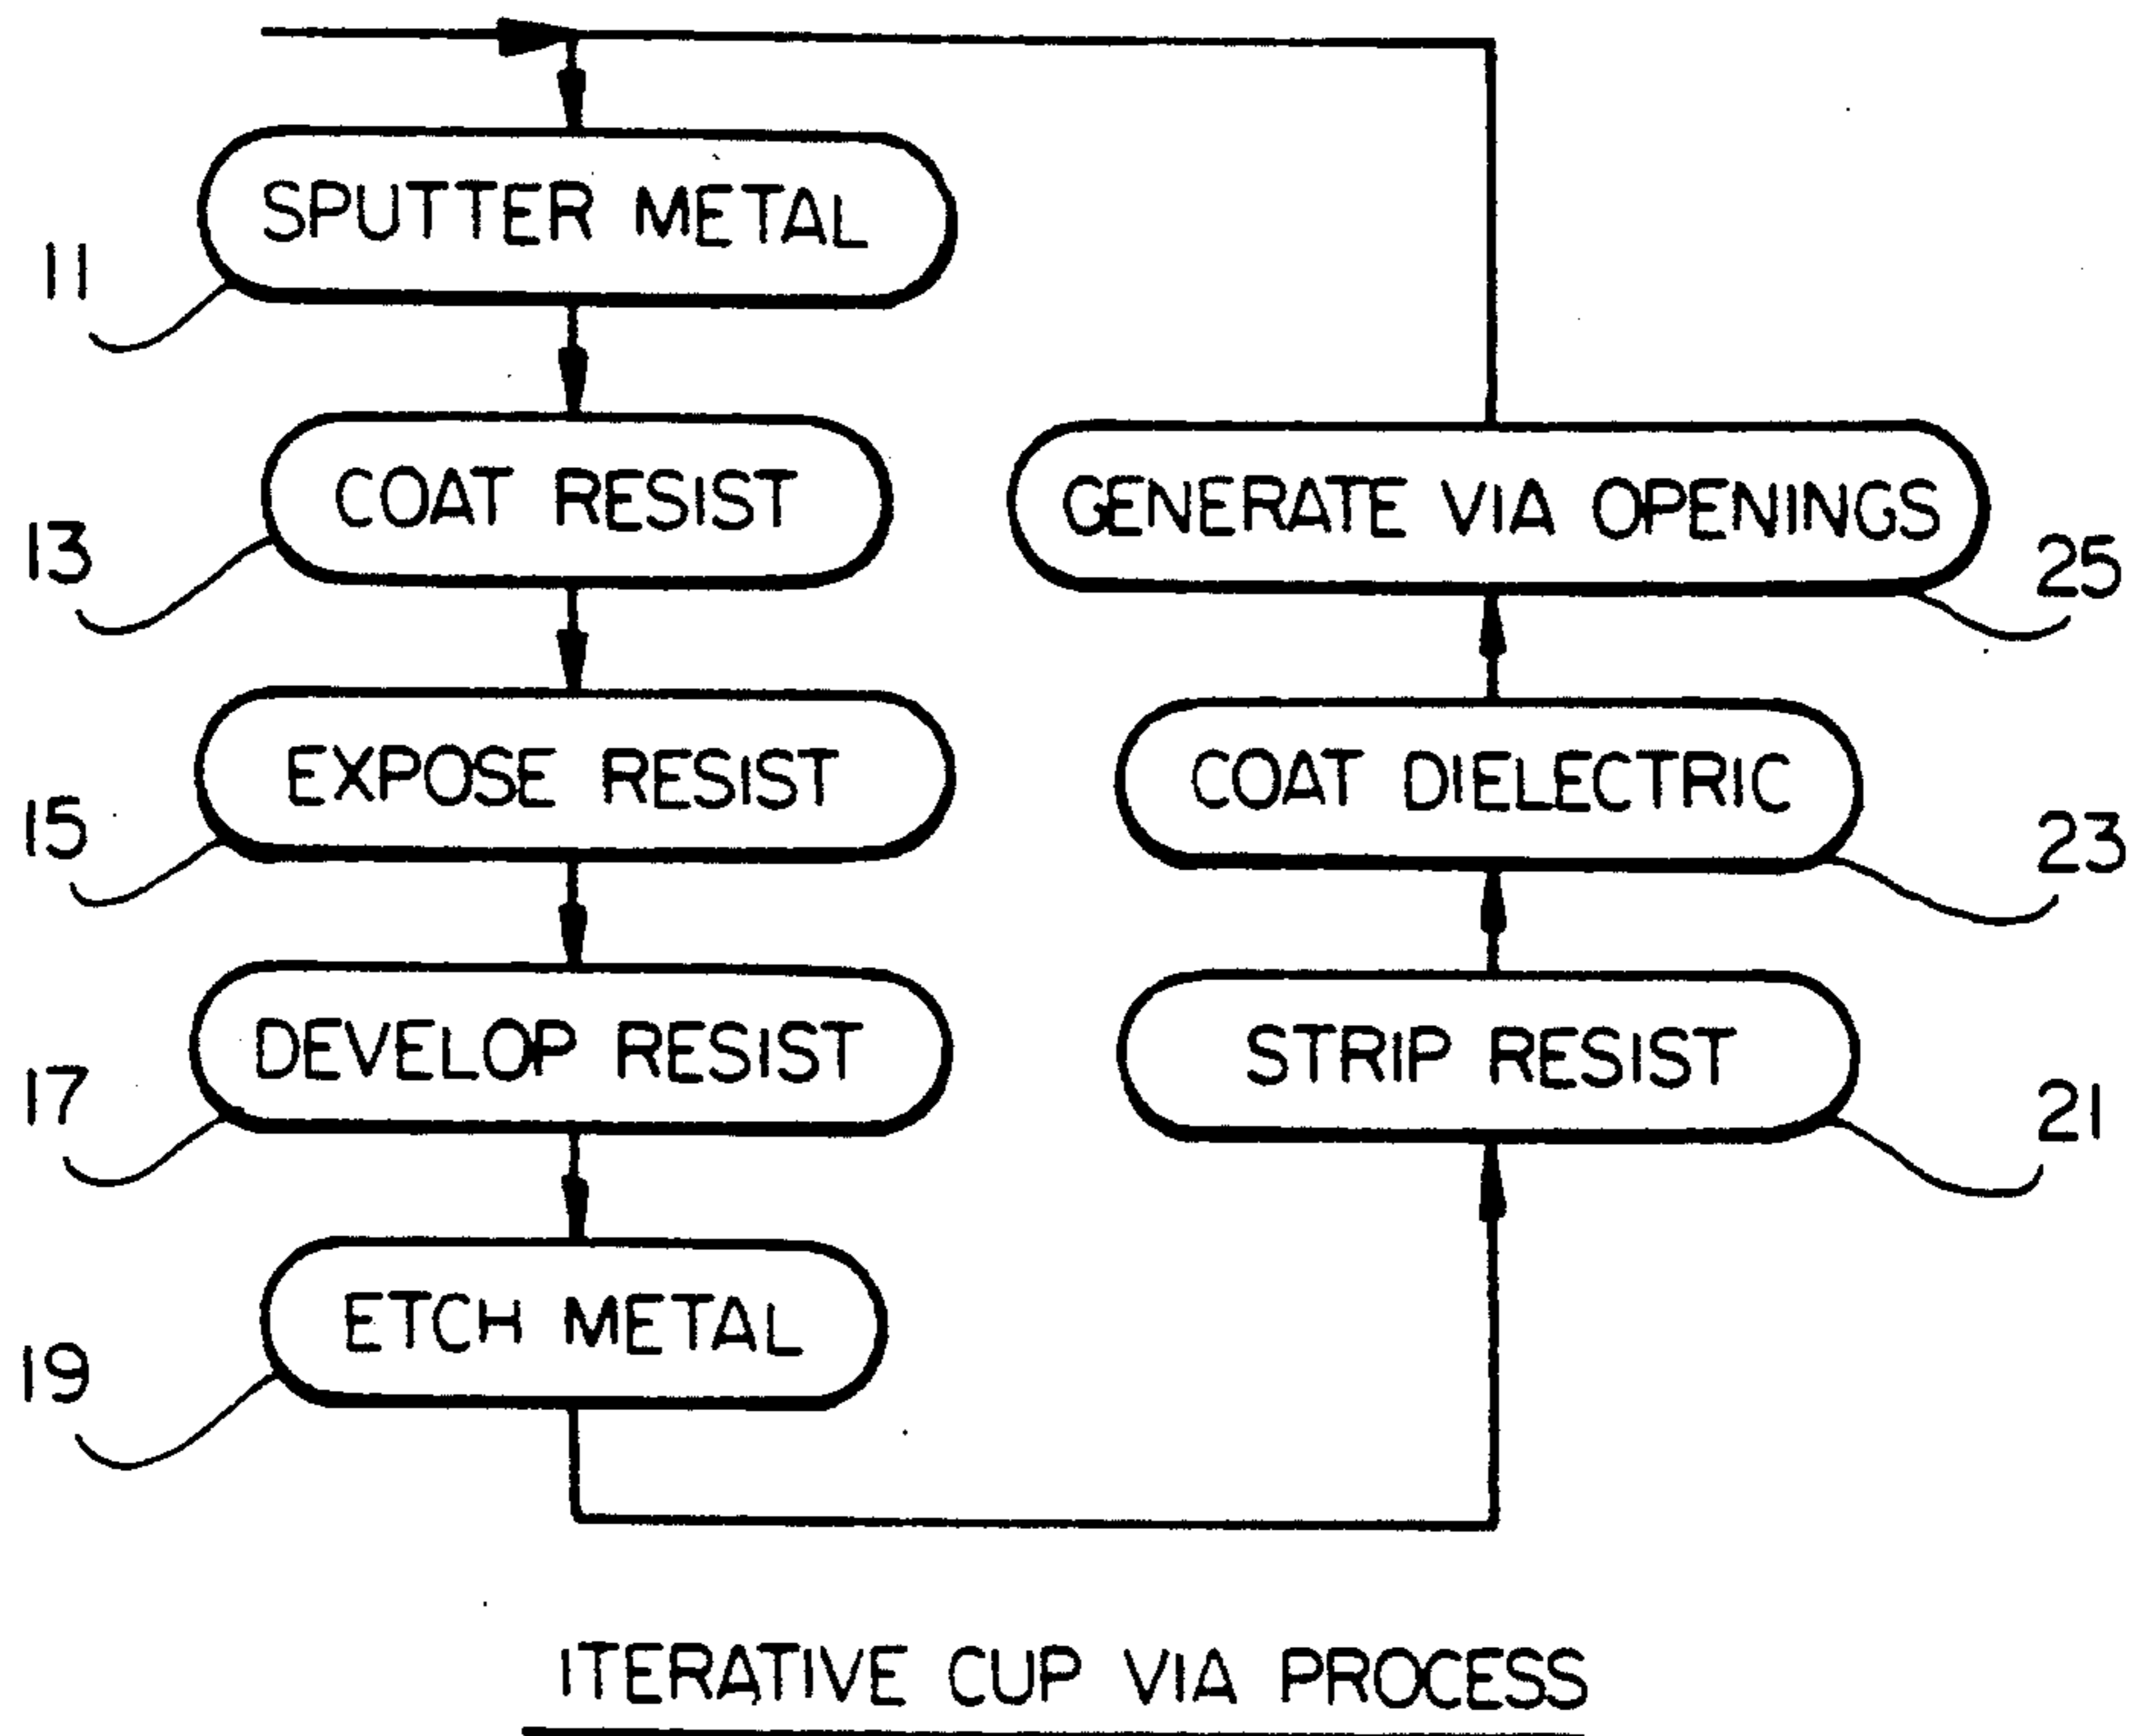 SPUTTER METAL
11
COAT RESIST
13
EXPOSE RESIST
15
DEVELOP RESIST
17
ETCH METAL
19
STRIP RESIST
21
COAT DIELECTRIC
23
GENERATE VIA OPENINGS
25
ITERATIVE CUP VIA PROCESS